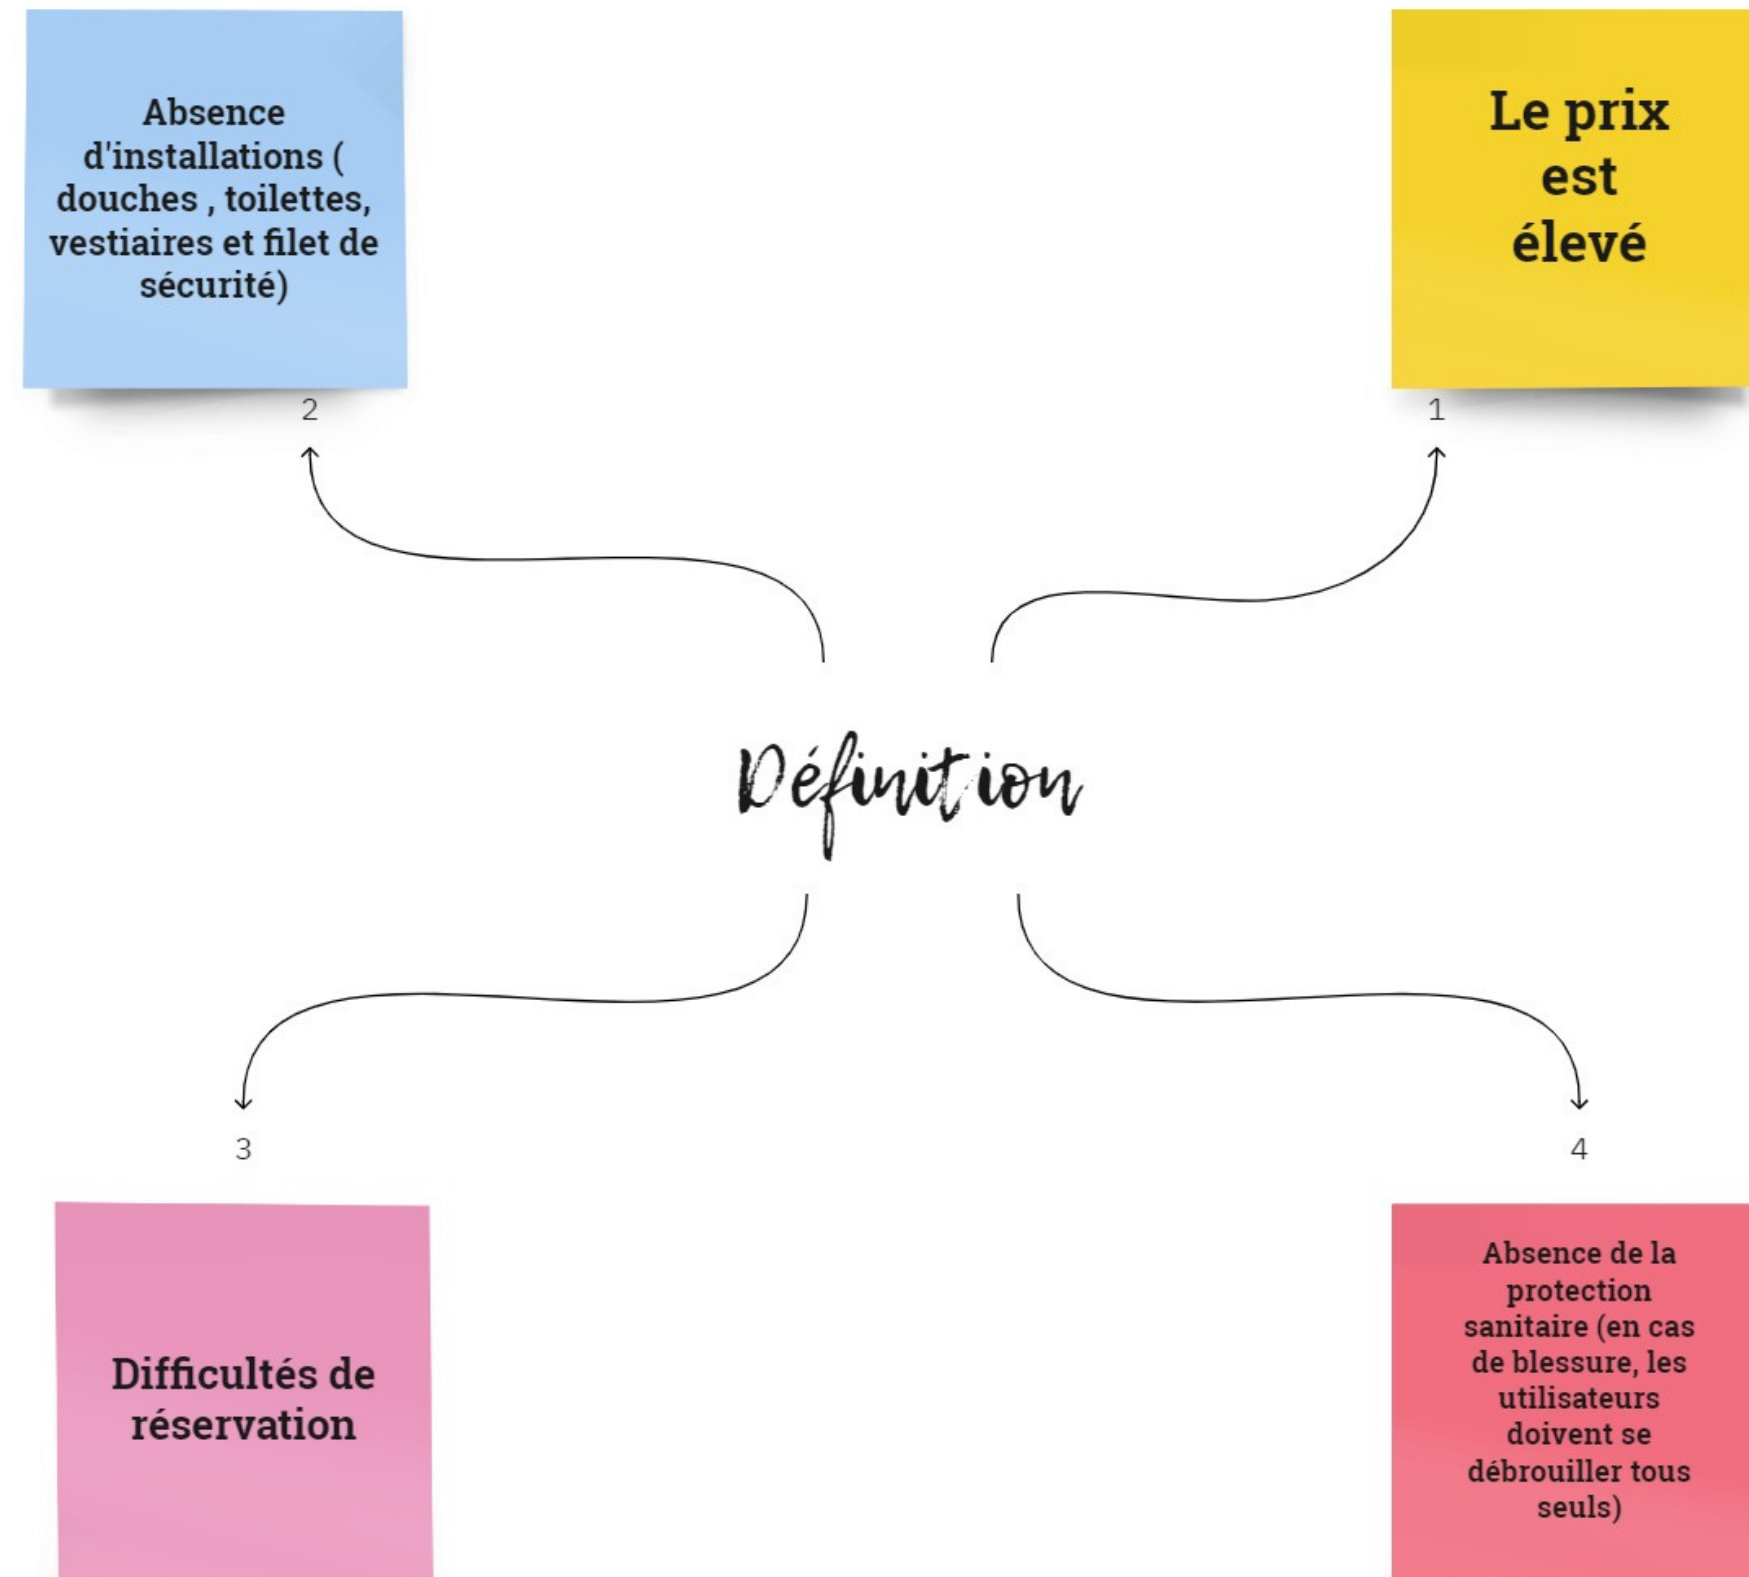 Absence
d'installations (
douches , toilettes,
vestiaires et filet de
sécurité)
2
Le prix
est
élevé
1
Définition
3
Difficultés de
réservation
4
Absence de la
protection
sanitaire (en cas
de blessure, les
utilisateurs
doivent se
débrouiller tous
seuls)